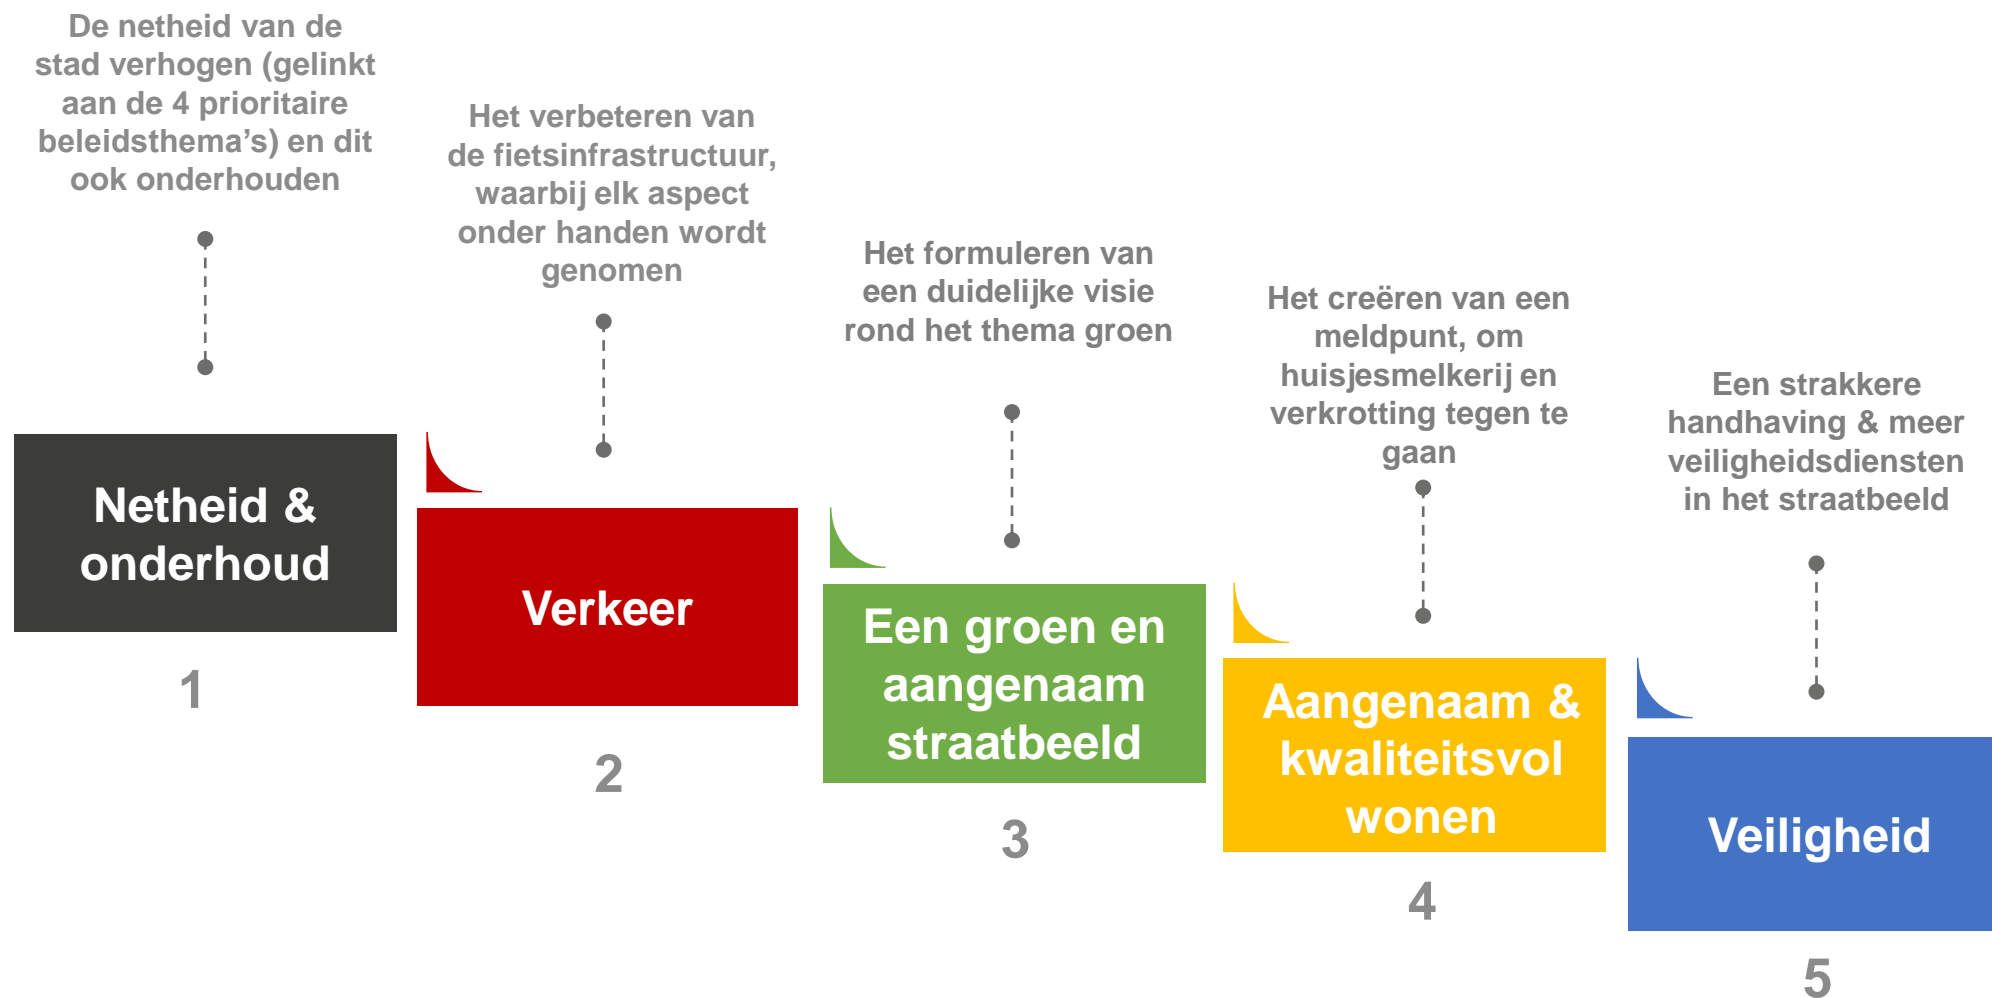 De netheid van de
stad verhogen (gelinkt
aan de 4 prioritaire
beleidsthema’s) en dit
ook onderhouden
Netheid &
onderhoud
1
Het verbeteren van
de fietsinfrastructuur,
waarbij elk aspect
onder handen wordt
genomen
Verkeer
2
Het formuleren van
een duidelijke visie
rond het thema groen
Een groen en
aangenaam
straatbeeld
3
Het creëren van een
meldpunt, om
huisjesmelkerij en
verkrotting tegen te
gaan
Aangenaam &
kwaliteitsvol
wonen
4
Een strakkere
handhaving & meer
veiligheidsdiensten
in het straatbeeld
Veiligheid
5